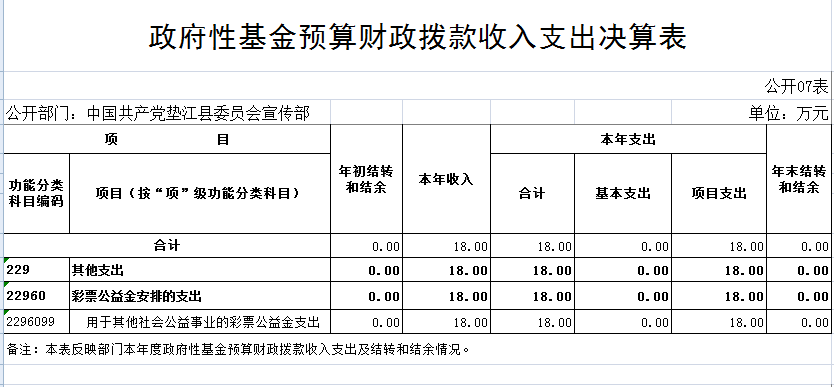 政府性基金预算财政拨款收入支出决算表
公开07表
公开部门：中国共产党垫江县委员会宣传部 单位：万元
项 目 年初结转和结余 本年收入 本年支出 年末结转和结余
功能分类科目编码 项目（按“项”级功能分类科目） 合计 基本支出 项目支出
合计 0.00 18.00 18.00 0.00 18.00 0.00
229 其他支出 0.00 18.00 18.00 0.00 18.00 0.00
22960 彩票公益金安排的支出 0.00 18.00 18.00 0.00 18.00 0.00
2296099 用于其他社会公益事业的彩票公益金支出 0.00 18.00 18.00 0.00 18.00 0.00
备注：本表反映部门本年度政府性基金预算财政拨款收入支出及结转和结余情况。